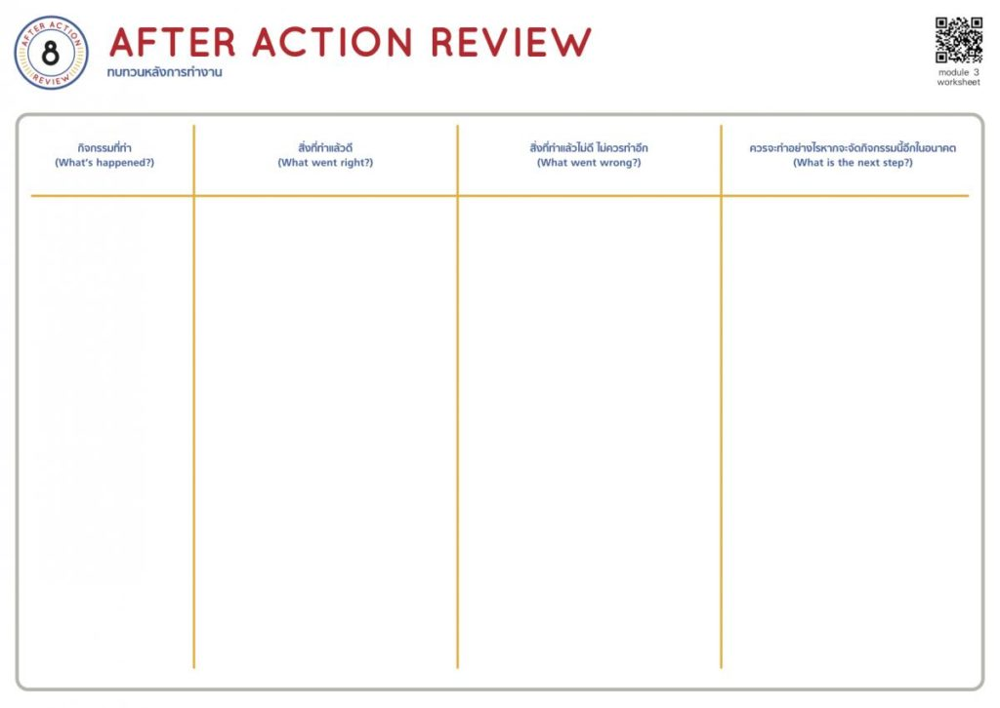 AFTER ACTION
8
REVIEW
AFTER ACTION REVIEW
ทบทวนหลังการทำงาน
module 3
worksheet
กิจกรรมที่ทำ
(What's happened?)
สิ่งที่ทำแล้วดี
(What went right?)
สิ่งที่ทำแล้วไม่ดี ไม่ควรทำอีก
(What went wrong?)
ควรจะทำอย่างไรหากจะจัดกิจกรรมนี้อีกในอนาคต
(What is the next step?)